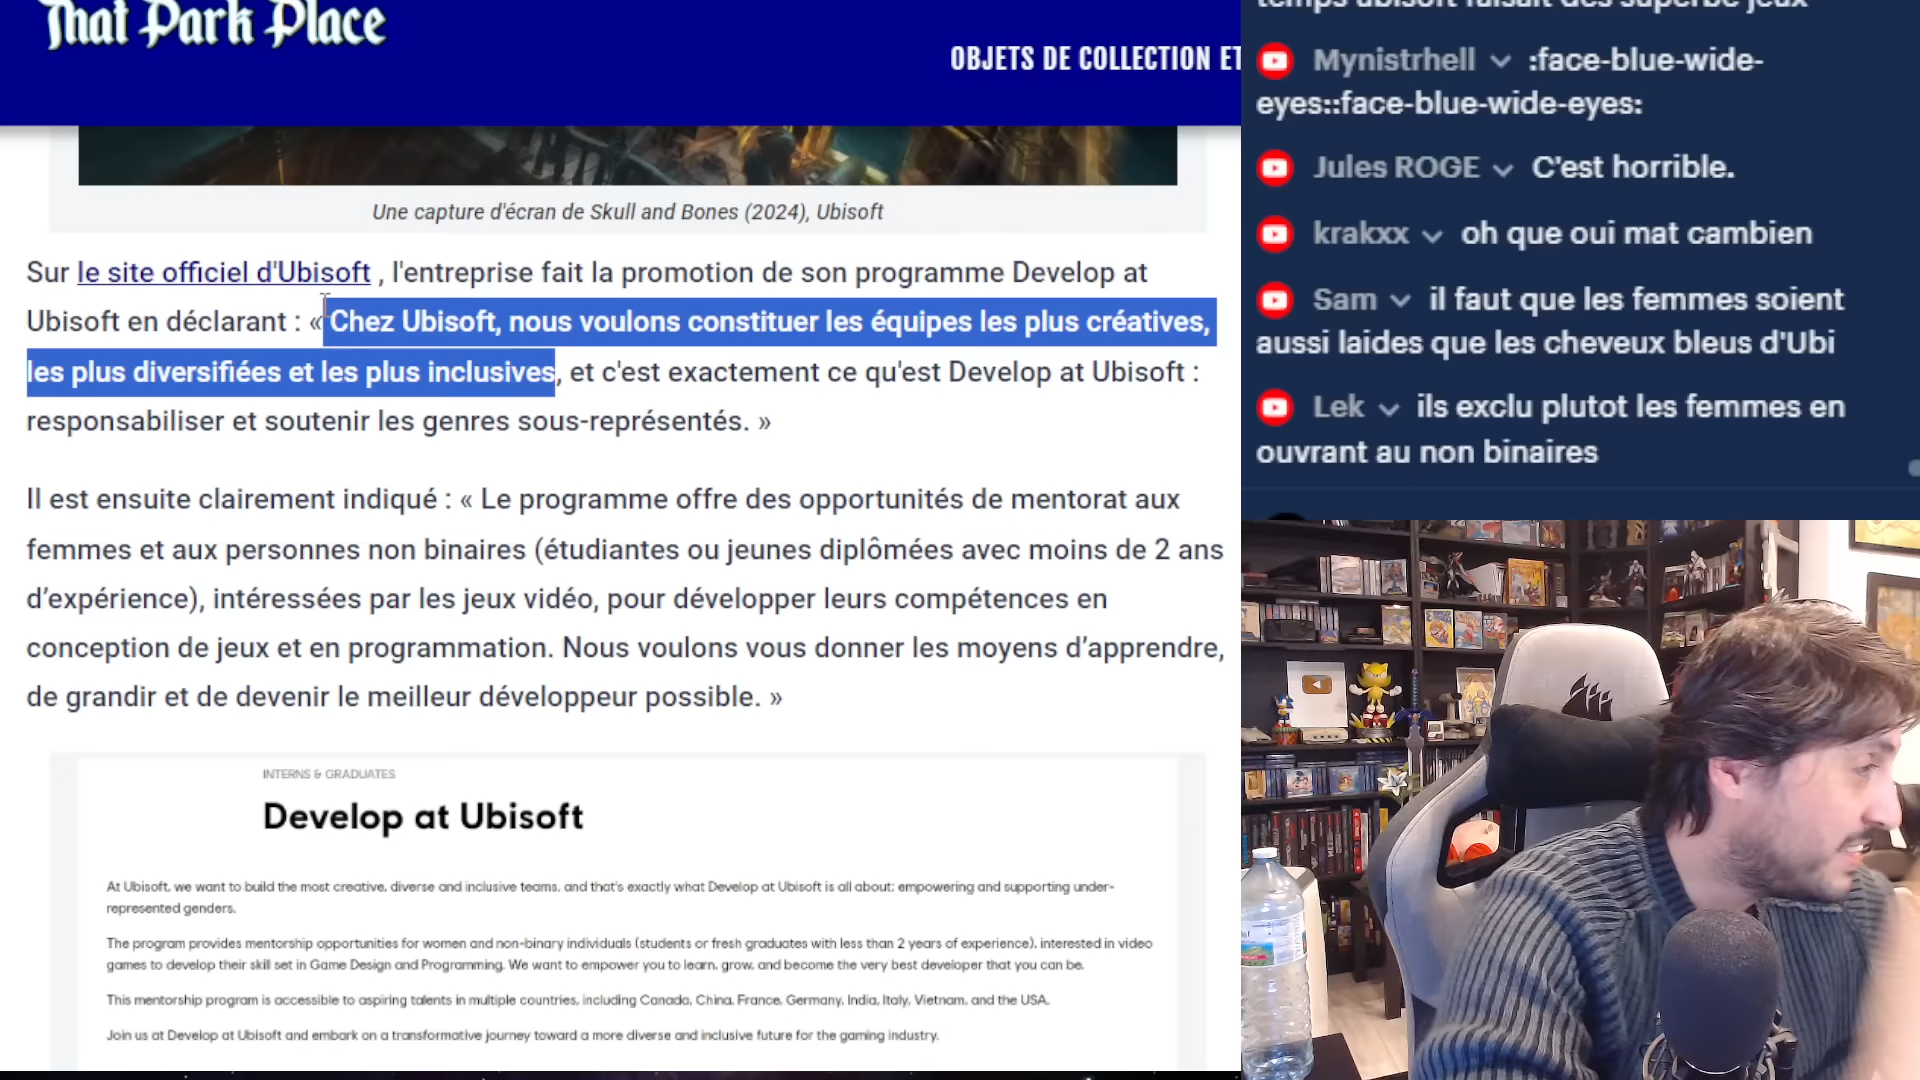 That Park Place
OBJETS DE COLLECTION ET
Une capture d'écran de Skull and Bones (2024), Ubisoft
Sur le site officiel d'Ubisoft , l'entreprise fait la promotion de son programme Develop at
Ubisoft en déclarant : « Chez Ubisoft, nous voulons constituer les équipes les plus créatives,
les plus diversifiées et les plus inclusives, et c'est exactement ce qu'est Develop at Ubisoft :
responsabiliser et soutenir les genres sous-représentés. »
Il est ensuite clairement indiqué : « Le programme offre des opportunités de mentorat aux
femmes et aux personnes non binaires (étudiantes ou jeunes diplômées avec moins de 2 ans
d’expérience), intéressées par les jeux vidéo, pour développer leurs compétences en
conception de jeux et en programmation. Nous voulons vous donner les moyens d’apprendre,
de grandir et de devenir le meilleur développeur possible. »
INTERNS & GRADUATES
Develop at Ubisoft
At Ubisoft, we want to build the most creative, diverse and inclusive teams, and that's exactly what Develop at Ubisoft is all about: empowering and supporting under-
represented genders.
The program provides mentorship opportunities for women and non-binary individuals (students or fresh graduates with less than 2 years of experience), interested in video
games to develop their skill set in Game Design and Programming. We want to empower you to learn, grow, and become the very best developer that you can be.
This mentorship program is accessible to aspiring talents in multiple countries, including Canada, China, France, Germany, India, Italy, Vietnam, and the USA.
Join us at Develop at Ubisoft and embark on a transformative journey toward a more diverse and inclusive future for the gaming industry.
temps ubisoft faisait des superbe jeux
Mynistrhell :face-blue-wide-
eyes::face-blue-wide-eyes:
Jules ROGE C'est horrible.
krakxx oh que oui mat cambien
Sam il faut que les femmes soient
aussi laides que les cheveux bleus d'Ubi
Lek ils exclu plutot les femmes en
ouvrant au non binaires